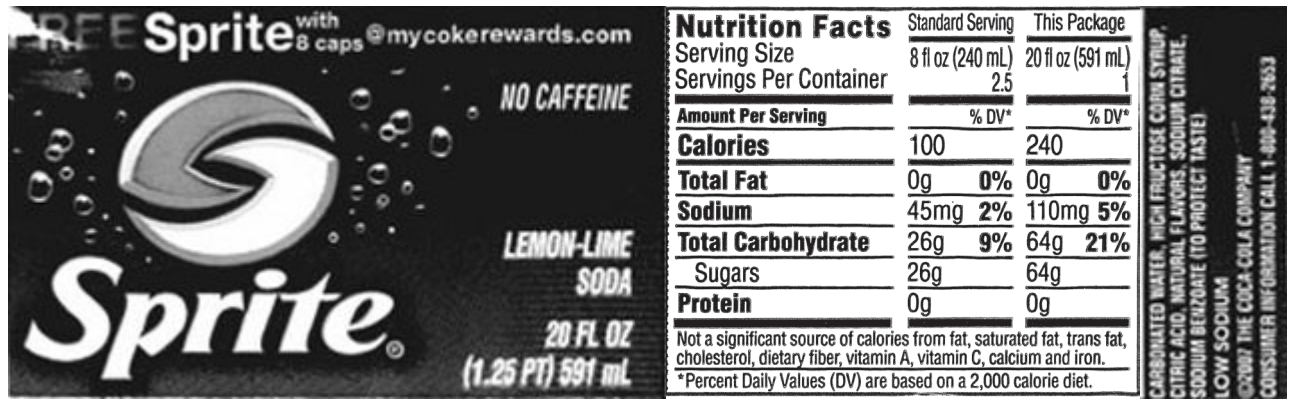 FREE Sprite with 8 caps @mycokerewards.com
NO CAFFEINE
Sprite®
LEMON-LIME
SODA
20 FL OZ
(1.25 PT) 591 mL
Nutrition Facts Standard Serving This Package
Serving Size 8 fl oz (240 mL) 20 fl oz (591 mL)
Servings Per Container 2.5 1
Amount Per Serving % DV* % DV*
Calories 100 240
Total Fat 0g 0% 0g 0%
Sodium 45mg 2% 110mg 5%
Total Carbohydrate 26g 9% 64g 21%
Sugars 26g 64g
Protein 0g 0g
Not a significant source of calories from fat, saturated fat, trans fat,
cholesterol, dietary fiber, vitamin A, vitamin C, calcium and iron.
*Percent Daily Values (DV) are based on a 2,000 calorie diet.
CARBONATED WATER, HIGH FRUCTOSE CORN SYRUP,
CITRIC ACID, NATURAL FLAVORS, SODIUM CITRATE,
SODIUM BENZOATE (TO PROTECT TASTE)
LOW SODIUM
©2007 THE COCA-COLA COMPANY
CONSUMER INFORMATION CALL 1-800-438-2653